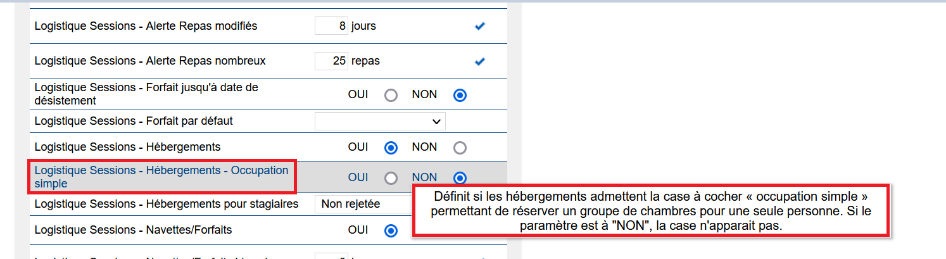 Logistique Sessions - Alerte Repas modifiés 8 jours
Logistique Sessions - Alerte Repas nombreux 25 repas
Logistique Sessions - Forfait jusqu'à date de
désistement OUI NON
Logistique Sessions - Forfait par défaut
Logistique Sessions - Hébergements OUI NON
Logistique Sessions - Hébergements - Occupation
simple OUI NON
Logistique Sessions - Hébergements pour stagiaires Non rejetée
Logistique Sessions - Navettes/Forfaits OUI
Définit si les hébergements admettent la case à cocher « occupation simple »
permettant de réserver un groupe de chambres pour une seule personne. Si le
paramètre est à "NON", la case n'apparait pas.